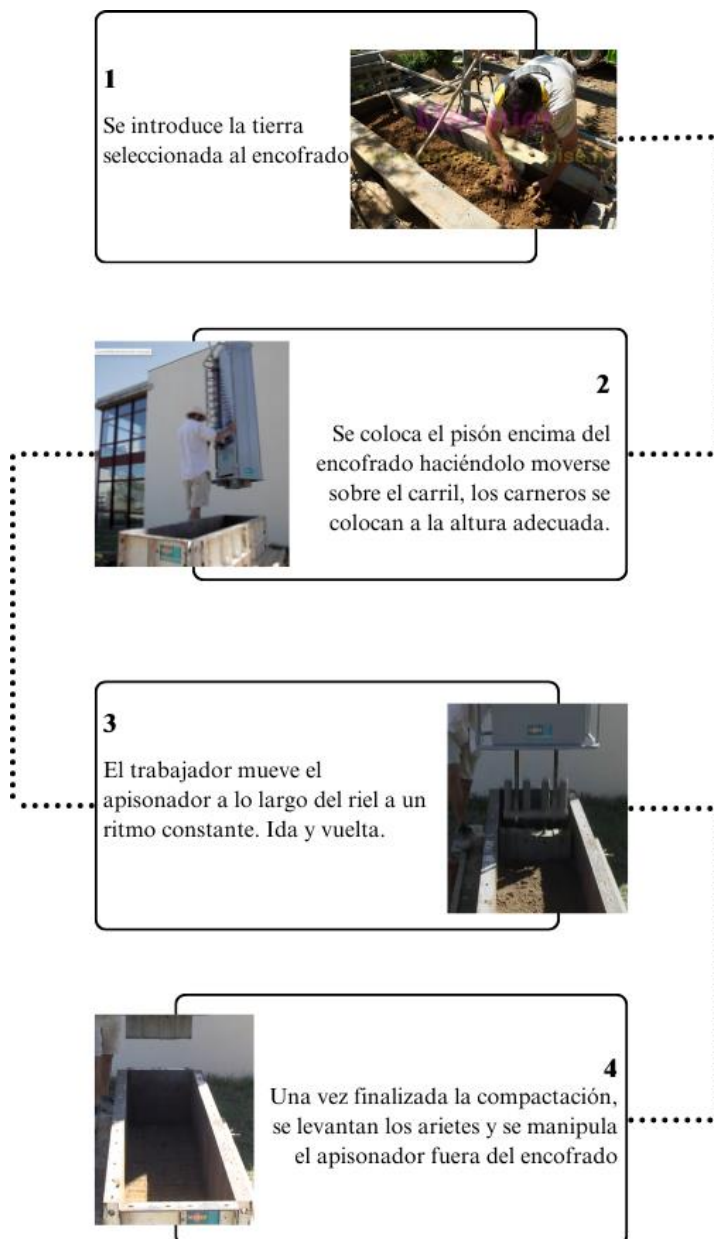 1
Se introduce la tierra
seleccionada al encofrado
2
Se coloca el pisón encima del
encofrado haciéndolo moverse
sobre el carril, los carneros se
colocan a la altura adecuada.
3
El trabajador mueve el
apisonador a lo largo del riel a un
ritmo constante. Ida y vuelta.
4
Una vez finalizada la compactación,
se levantan los arietes y se manipula
el apisonador fuera del encofrado